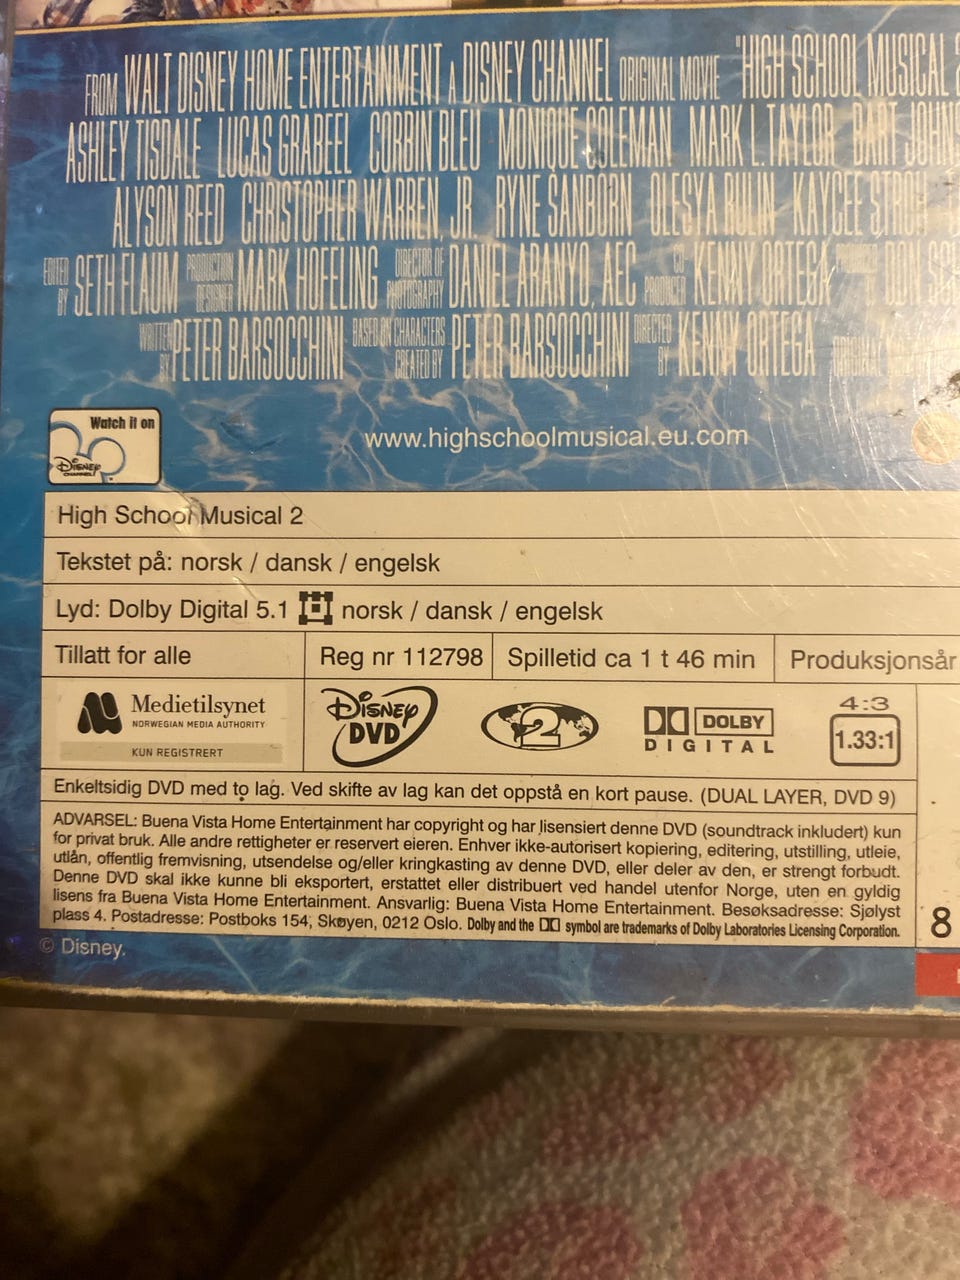 FROM WALT DISNEY HOME ENTERTAINMENT A DISNEY CHANNEL ORIGINAL MOVIE "HIGH SCHOOL MUSICAL 2
ASHLEY TISDALE LUCAS GRABEEL CORBIN BLEU MONIQUE COLEMAN MARK L. TAYLOR BART JOHN
ALYSON REED CHRISTOPHER WARREN, JR. RYNE SANBORN OLESYA RULIN KAYCEE STRO
EDITED BY SETH FLAUM PRODUCTION DESIGNER MARK HOFELING DIRECTOR OF PHOTOGRAPHY DANIEL ARANYO, AEC CO PRODUCER KENNY ORTEGA PRODUCED DON SC
WRITTEN BY PETER BARSOCCHINI BASED ON CHARACTERS CREATED BY PETER BARSOCCHINI DIRECTED BY KENNY ORTEGA
Watch it on
DISNEY
CHANNEL
www.highschoolmusical.eu.com
High School Musical 2
Tekstet på: norsk / dansk / engelsk
Lyd: Dolby Digital 5.1 norsk / dansk / engelsk
Tillatt for alle Reg nr 112798 Spilletid ca 1 t 46 min Produksjonsår
Medietilsynet
NORWEGIAN MEDIA AUTHORITY
KUN REGISTRERT
DISNEY
DVD
2
DOLBY
DIGITAL
4:3
1.33:1
Enkeltsidig DVD med to lag. Ved skifte av lag kan det oppstå en kort pause. (DUAL LAYER, DVD 9)
ADVARSEL: Buena Vista Home Entertainment har copyright og har lisensiert denne DVD (soundtrack inkludert) kun
for privat bruk. Alle andre rettigheter er reservert eieren. Enhver ikke-autorisert kopiering, editering, utstilling, utleie,
utlån, offentlig fremvisning, utsendelse og/eller kringkasting av denne DVD, eller deler av den, er strengt forbudt.
Denne DVD skal ikke kunne bli eksportert, erstattet eller distribuert ved handel utenfor Norge, uten en gyldig
lisens fra Buena Vista Home Entertainment. Ansvarlig: Buena Vista Home Entertainment. Besøksadresse: Sjølyst
plass 4. Postadresse: Postboks 154, Skøyen, 0212 Oslo. Dolby and the symbol are trademarks of Dolby Laboratories Licensing Corporation.
8
© Disney.